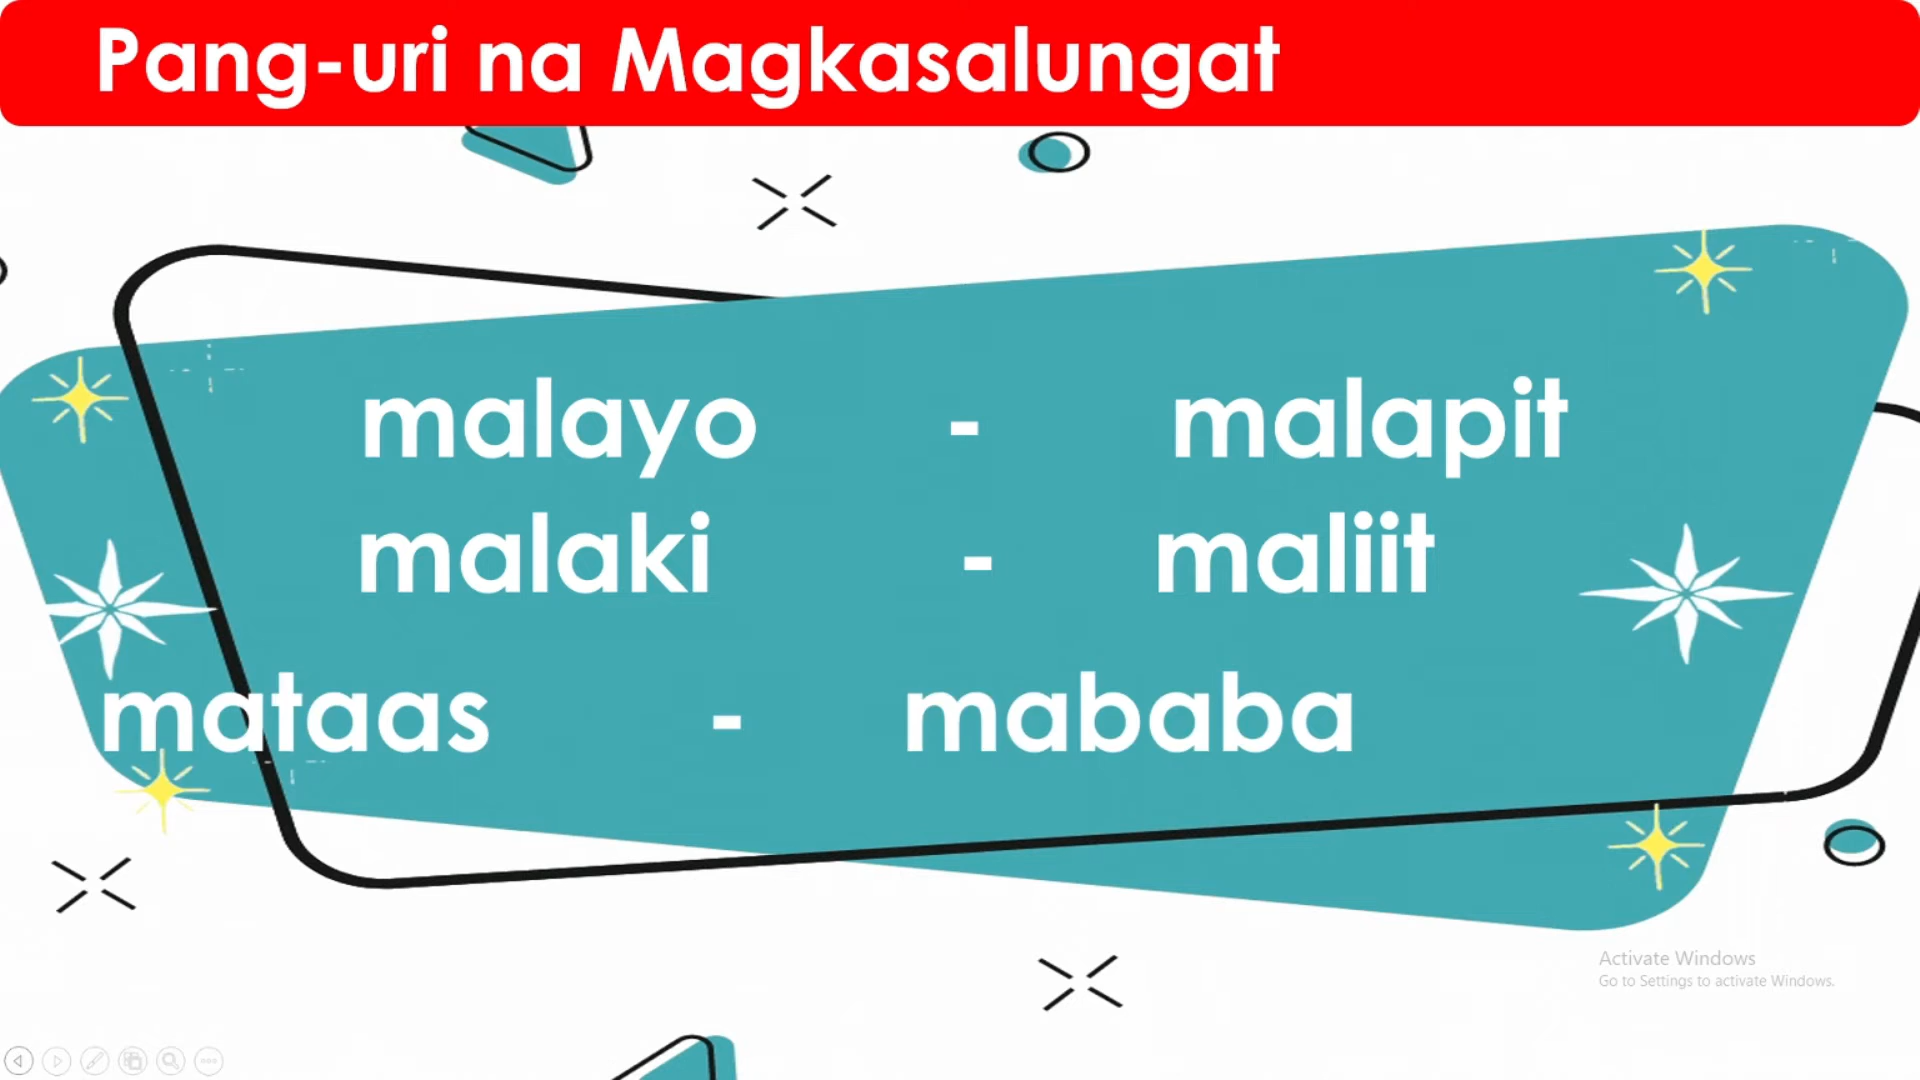 Pang-uri na Magkasalungat
malayo - malapit
malaki - maliit
mataas - mababa
Activate Windows
Go to Settings to activate Windows.